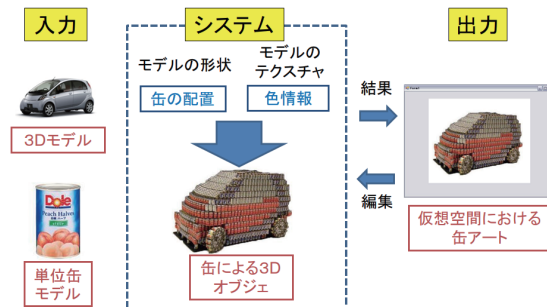 入力
システム
出力
モデルの形状
モデルの
テクスチャ
缶の配置
色情報
結果
編集
3Dモデル
Dole
Peach Halves
単位缶
モデル
缶による3D
オブジェ
仮想空間における
缶アート